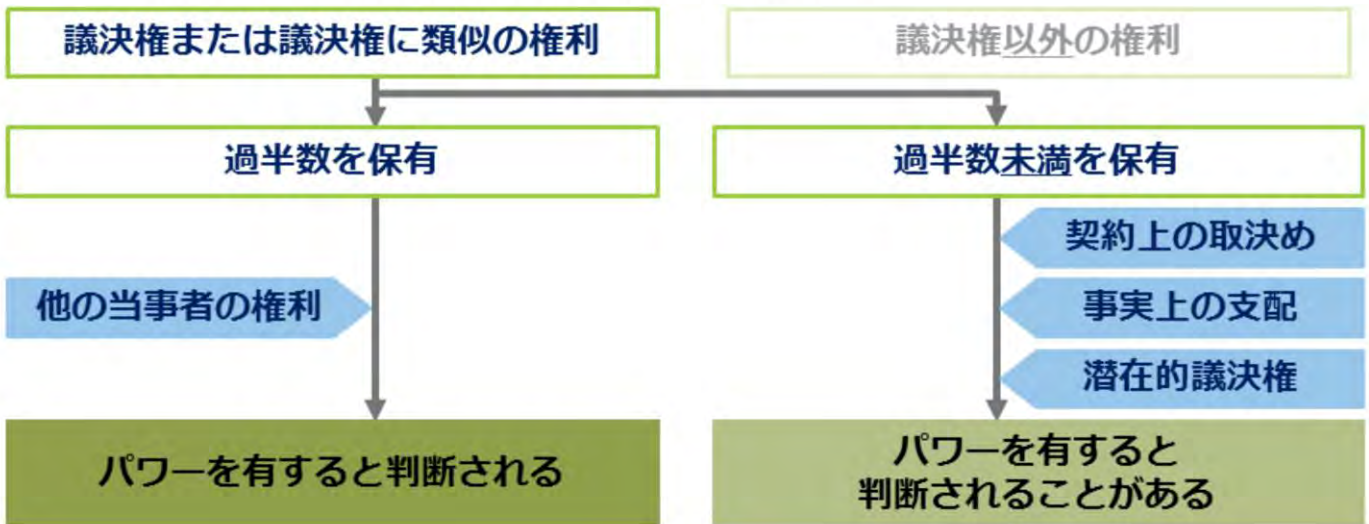 議決権または議決権に類似の権利
議決権以外の権利
過半数を保有
過半数未満を保有
契約上の取決め
他の当事者の権利
事実上の支配
潜在的議決権
パワーを有すると判断される
パワーを有すると
判断されることがある